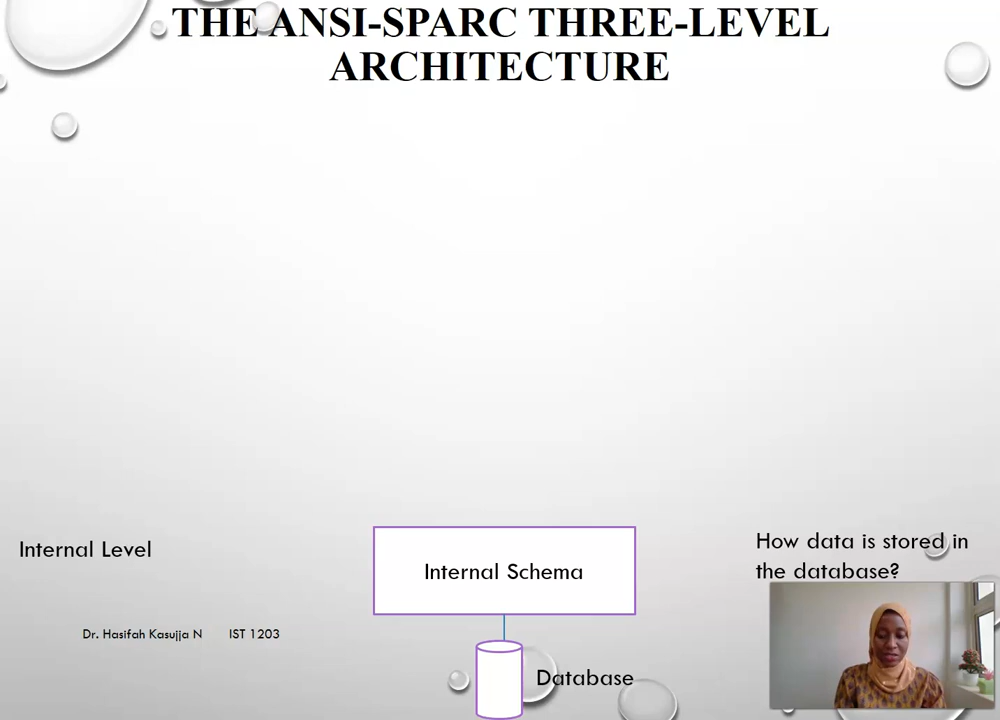 THE ANSI-SPARC THREE-LEVEL
ARCHITECTURE
Internal Level
Internal Schema
How data is stored in
the database?
Dr. Hasifah Kasujja N IST 1203
Database